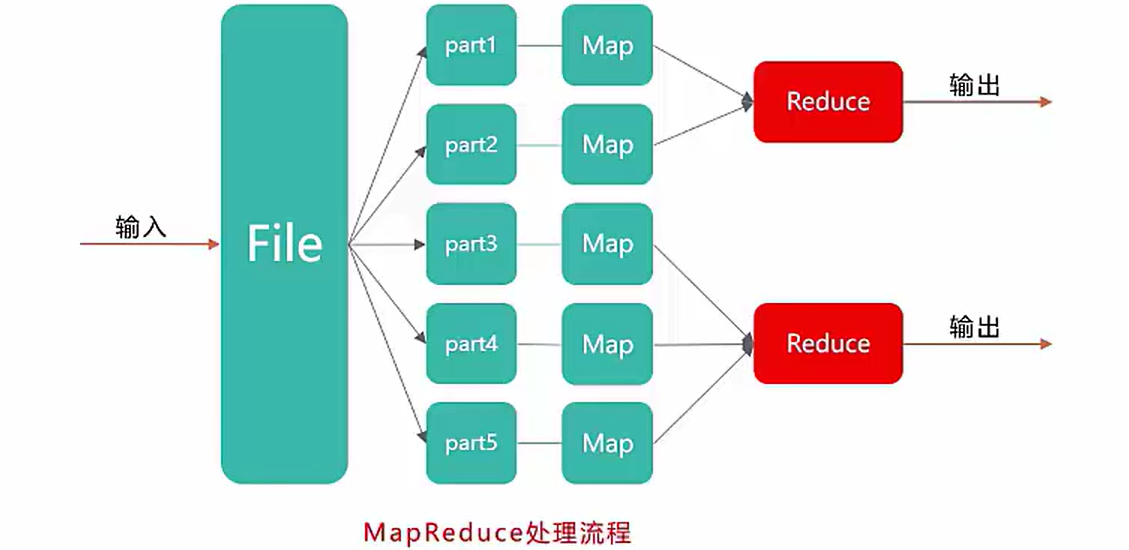 输入
File
part1
Map
part2
Map
part3
Map
part4
Map
part5
Map
Reduce
输出
Reduce
输出
MapReduce处理流程